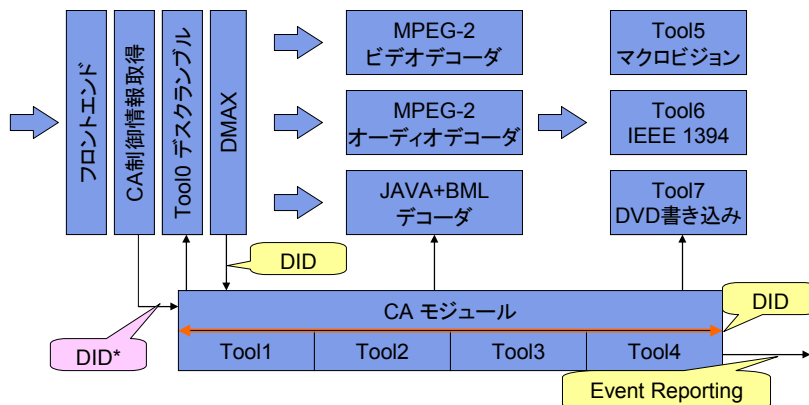 フロントエンド
CA制御情報取得
Tool0 デスクランブル
DMAX
MPEG-2
ビデオデコーダ
MPEG-2
オーディオデコーダ
JAVA+BML
デコーダ
Tool5
マクロビジョン
Tool6
IEEE 1394
Tool7
DVD書き込み
DID
DID*
CA モジュール
DID
Tool1
Tool2
Tool3
Tool4
Event Reporting